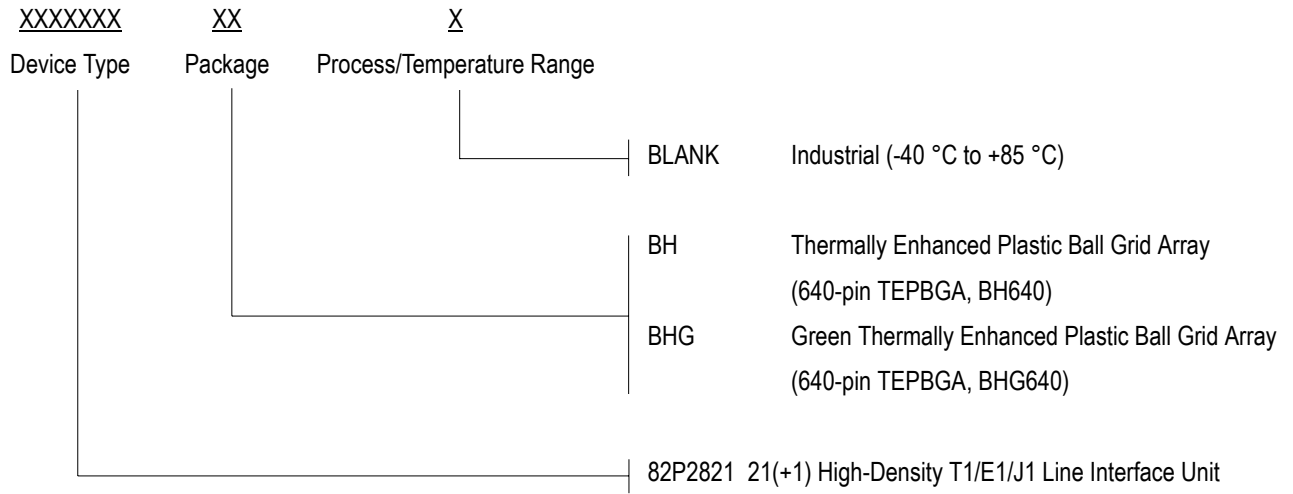 XXXXXXX XX X
Device Type Package Process/Temperature Range
BLANK Industrial (-40 °C to +85 °C)
BH Thermally Enhanced Plastic Ball Grid Array
(640-pin TEPBGA, BH640)
BHG Green Thermally Enhanced Plastic Ball Grid Array
(640-pin TEPBGA, BHG640)
82P2821 21(+1) High-Density T1/E1/J1 Line Interface Unit